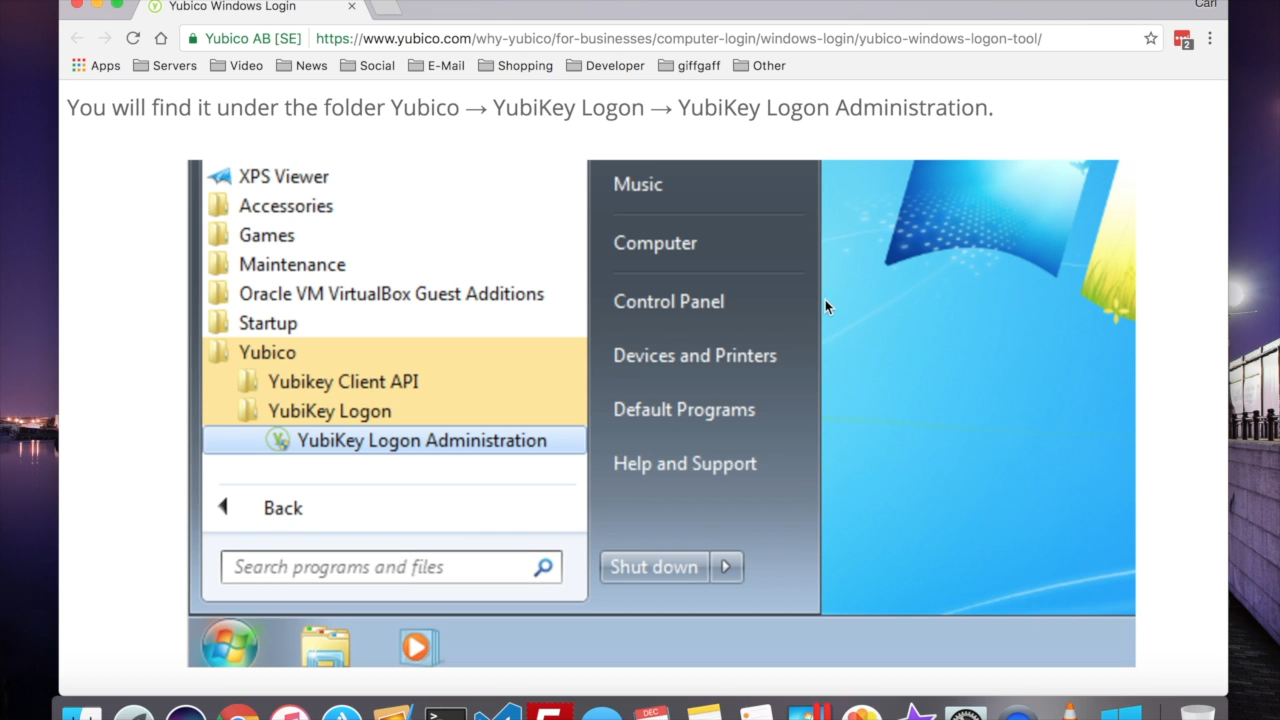 Carl
Yubico Windows Login
Yubico AB [SE] https://www.yubico.com/why-yubico/for-businesses/computer-login/windows-login/yubico-windows-logon-tool/
2
Apps Servers Video News Social E-Mail Shopping Developer giffgaff Other
You will find it under the folder Yubico → YubiKey Logon → YubiKey Logon Administration.
XPS Viewer
Accessories
Games
Maintenance
Oracle VM VirtualBox Guest Additions
Startup
Yubico
Yubikey Client API
YubiKey Logon
YubiKey Logon Administration
Back
Search programs and files
Music
Computer
Control Panel
Devices and Printers
Default Programs
Help and Support
Shut down
DEC